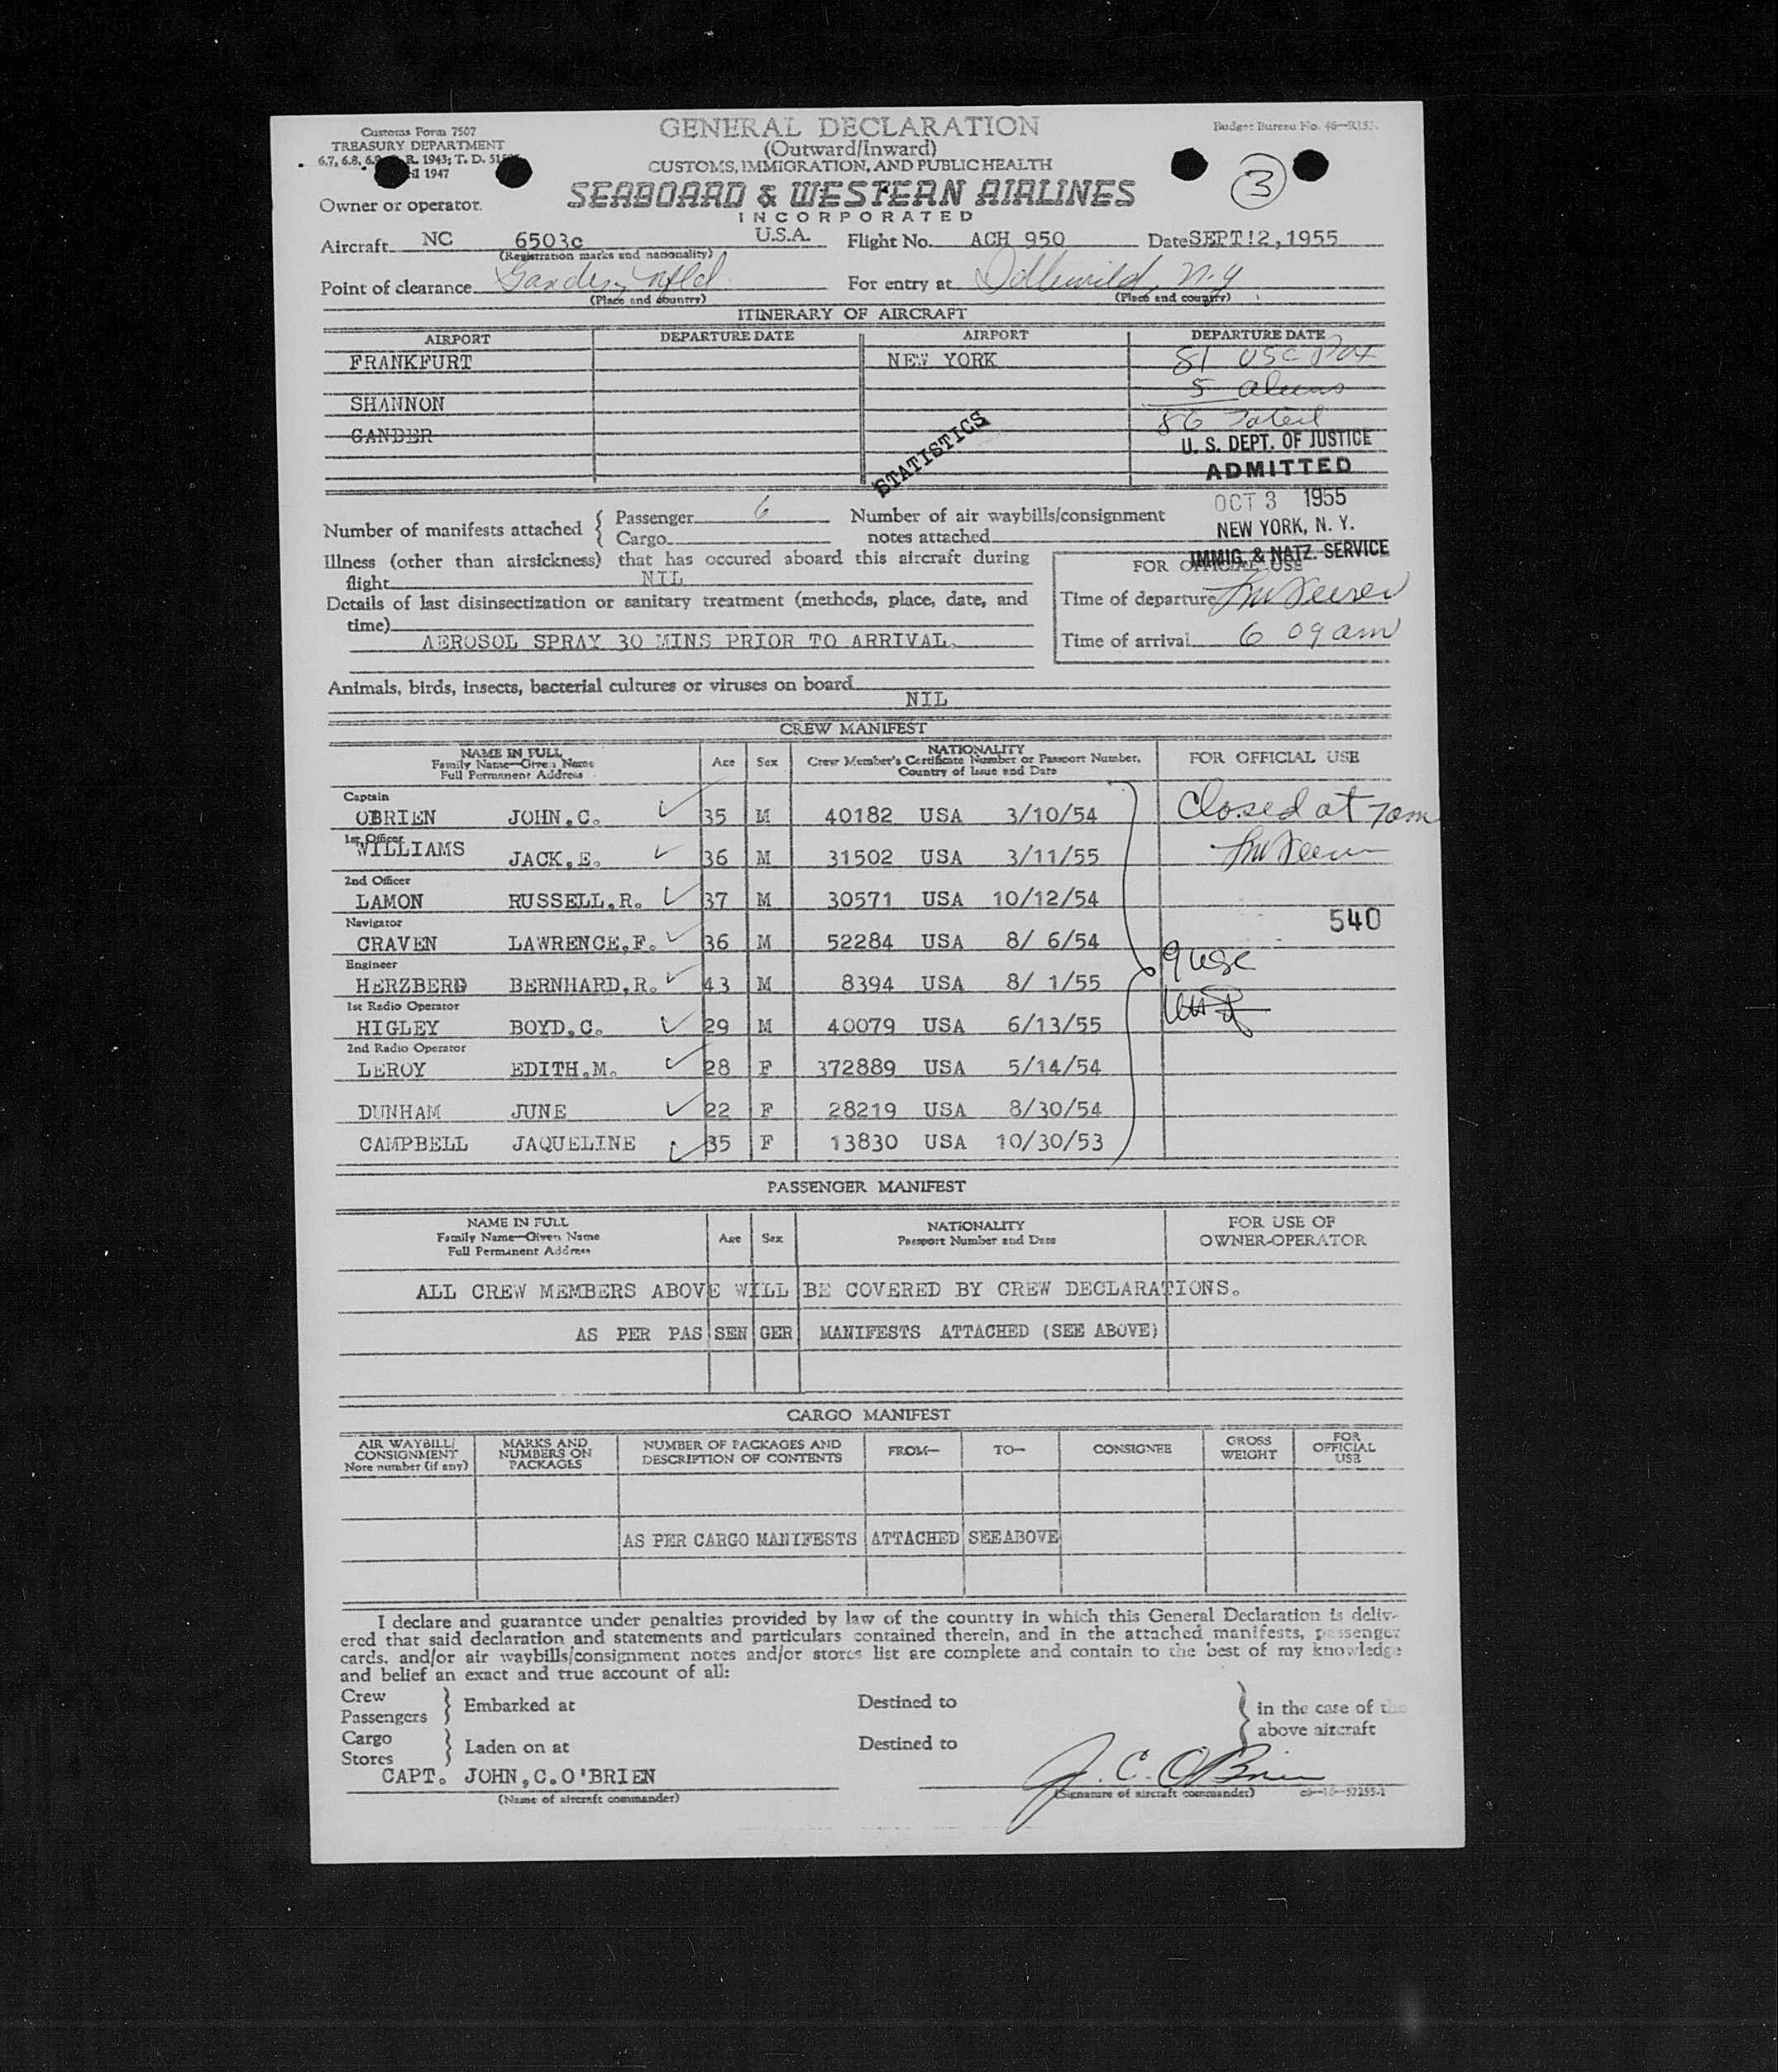 Customs Form 7507
TREASURY DEPARTMENT
6.7, 6.8, R. 1943; T. D.
1947
GENERAL DECLARATION
(Outward/Inward)
CUSTOMS, IMMIGRATION, AND PUBLIC HEALTH
SEABOARD & WESTERN AIRLINES
INCORPORATED
Budget Bureau No.
3
Owner or operator.
Aircraft NC 6503c U.S.A. Flight No. ACH 950 Date SEPT!2,1955
(Registration marks and nationality)
Point of clearance Gander, Nfld For entry at Idlewild, N.Y
(Place and country) (Place and country)
ITINERARY OF AIRCRAFT
AIRPORT DEPARTURE DATE AIRPORT DEPARTURE DATE
FRANKFURT NEW YORK 81 USC Pax
5 aliens
SHANNON
86 Total
GANDER
STATISTICS
U. S. DEPT. OF JUSTICE
ADMITTED
OCT 3 1955
NEW YORK, N. Y.
IMMIG. & NATZ. SERVICE
Number of manifests attached { Passenger 6
Cargo
Number of air waybills/consignment
notes attached
Illness (other than airsickness) that has occured aboard this aircraft during
flight NIL
Details of last disinsectization or sanitary treatment (methods, place, date, and
time)
AEROSOL SPRAY 30 MINS PRIOR TO ARRIVAL.
FOR OFFICIAL USE
Time of departure
Time of arrival 6 09am
Animals, birds, insects, bacterial cultures or viruses on board
NIL
CREW MANIFEST
NAME IN FULL
Family Name—Given Name
Full Permanent Address
Age Sex
NATIONALITY
Crew Member's Certificate Number or Passport Number,
Country of Issue and Date
FOR OFFICIAL USE
Captain
OBRIEN JOHN,C. 35 M 40182 USA 3/10/54 Closed at 7am
1st Officer
WILLIAMS JACK,E. 36 M 31502 USA 3/11/55
2nd Officer
LAMON RUSSELL,R. 37 M 30571 USA 10/12/54
540
Navigator
CRAVEN LAWRENCE,F. 36 M 52284 USA 8/ 6/54
9 usc
Engineer
HERZBERG BERNHARD,R. 43 M 8394 USA 8/ 1/55
1st Radio Operator
HIGLEY BOYD,C. 29 M 40079 USA 6/13/55
2nd Radio Operator
LEROY EDITH,M. 28 F 372889 USA 5/14/54
DUNHAM JUNE 22 F 28219 USA 8/30/54
CAMPBELL JAQUELINE 35 F 13830 USA 10/30/53
PASSENGER MANIFEST
NAME IN FULL
Family Name—Given Name
Full Permanent Address
Age Sex
NATIONALITY
Passport Number and Date
FOR USE OF
OWNER-OPERATOR
ALL CREW MEMBERS ABOVE WILL BE COVERED BY CREW DECLARATIONS.
AS PER PAS SEN GER MANIFESTS ATTACHED (SEE ABOVE)
CARGO MANIFEST
AIR WAYBILL/
CONSIGNMENT
Note number (if any)
MARKS AND
NUMBERS ON
PACKAGES
NUMBER OF PACKAGES AND
DESCRIPTION OF CONTENTS
FROM— TO— CONSIGNEE
GROSS
WEIGHT
FOR
OFFICIAL
USE
AS PER CARGO MANIFESTS ATTACHED SEE ABOVE
I declare and guarantee under penalties provided by law of the country in which this General Declaration is deliv-
ered that said declaration and statements and particulars contained therein, and in the attached manifests, passenger
cards, and/or air waybills/consignment notes and/or stores list are complete and contain to the best of my knowledge
and belief an exact and true account of all:
Crew
Passengers } Embarked at Destined to
Cargo
Stores } Laden on at Destined to
} in the case of the
above aircraft
CAPT. JOHN,C.O'BRIEN J. C. O'Brien
(Name of aircraft commander) (Signature of aircraft commander)